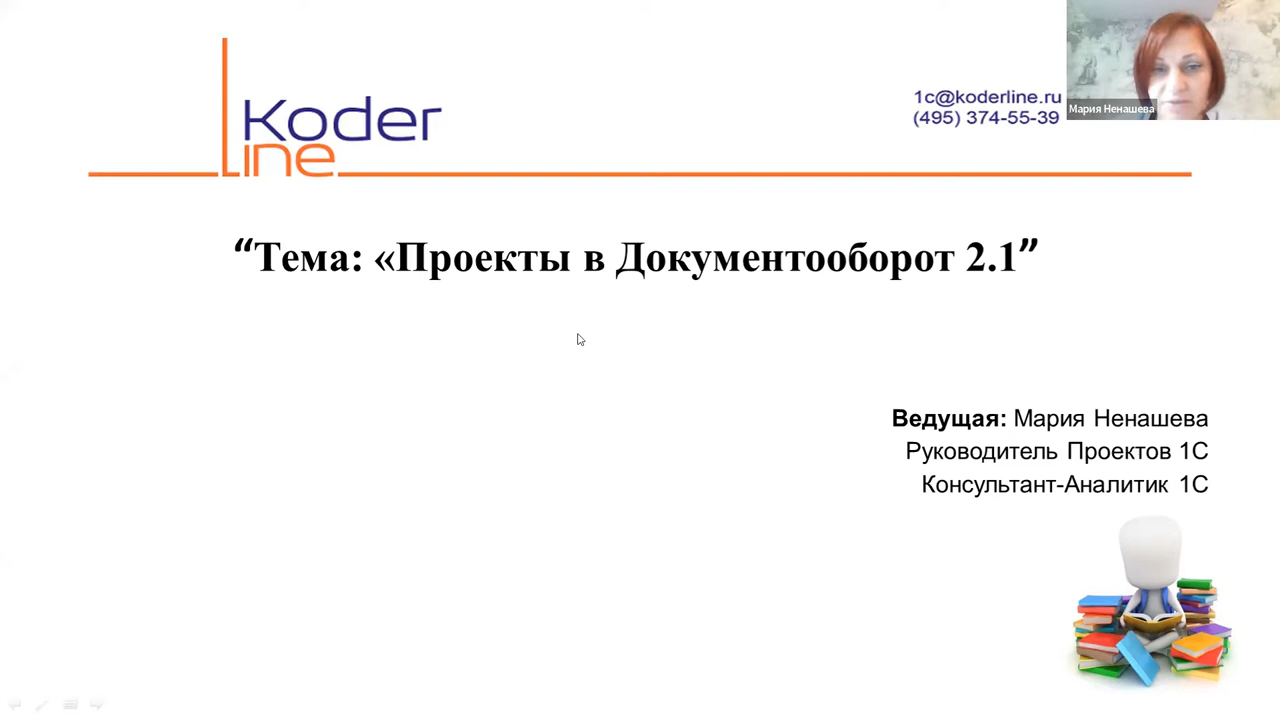 Koder
Line
1c@koderline.ru
(495) 374-55-39
Мария Ненашева
“Тема: «Проекты в Документооборот 2.1”
Ведущая: Мария Ненашева
Руководитель Проектов 1С
Консультант-Аналитик 1С